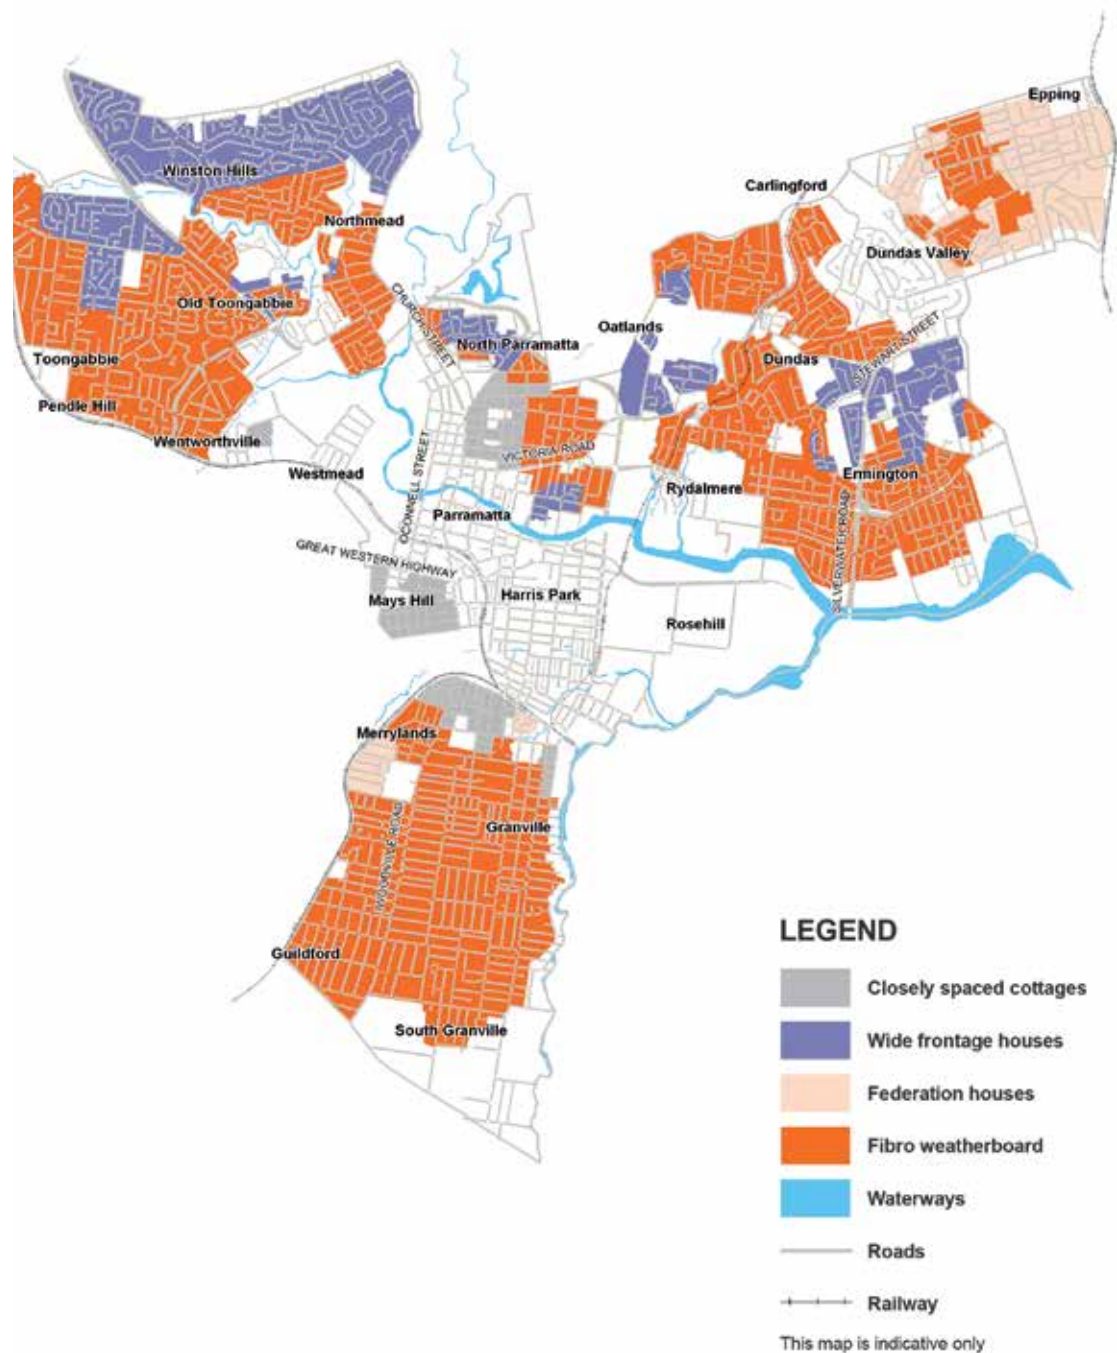 Epping
Winston Hills
Carlingford
Northmead
Dundas Valley
Old Toongabbie
CHURCH STREET
Oatlands
North Parramatta
STEWART STREET
Toongabbie
Dundas
Pendle Hill
Wentworthville
VICTORIA ROAD
Westmead
OCONNELL STREET
Ermington
Rydalmere
Parramatta
GREAT WESTERN HIGHWAY
SILVERWATER ROAD
Mays Hill
Harris Park
Rosehill
Merrylands
Granville
WOODVILLE ROAD
Guildford
South Granville
LEGEND
Closely spaced cottages
Wide frontage houses
Federation houses
Fibro weatherboard
Waterways
Roads
Railway
This map is indicative only